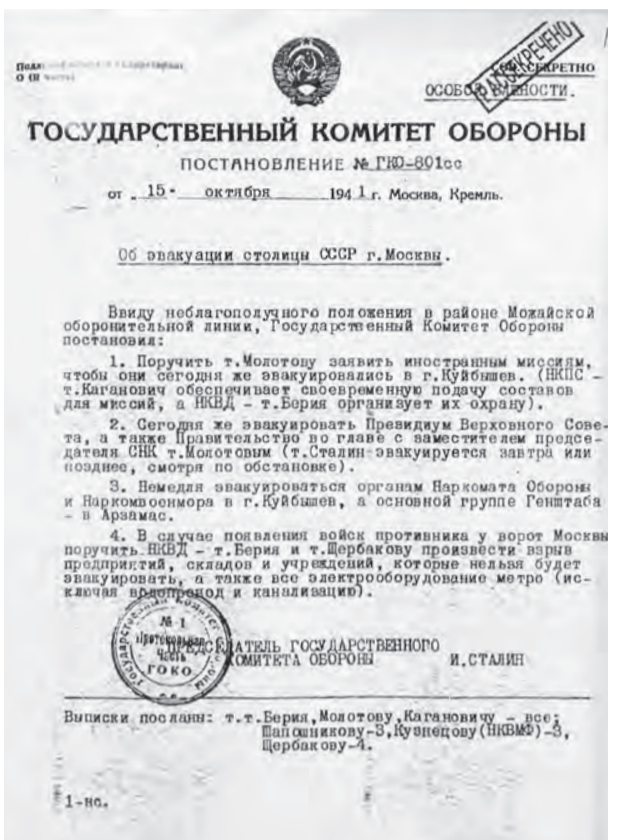 РАССЕКРЕЧЕНО
СОВ.СЕКРЕТНО
ОСОБОЙ ВАЖНОСТИ.
ГОСУДАРСТВЕННЫЙ КОМИТЕТ ОБОРОНЫ
ПОСТАНОВЛЕНИЕ № ГКО-801сс
от „ 15 " октября 194 1 г. Москва, Кремль.
Об эвакуации столицы СССР г.Москвы.
Ввиду неблагополучного положения в районе Можайской
оборонительной линии, Государственный Комитет Обороны
постановил:
1. Поручить т.Молотову заявить иностранным миссиям,
чтобы они сегодня же эвакуировались в г.Куйбышев. (НКПС –
т.Каганович обеспечивает своевременную подачу составов
для миссий, а НКВД – т.Берия организует их охрану).
2. Сегодня же эвакуировать Президиум Верховного Сове-
та, а также Правительство во главе с заместителем предсе-
дателя СНК т.Молотовым (т.Сталин эвакуируется завтра или
позднее, смотря по обстановке).
3. Немедля эвакуироваться органам Наркомата Обороны
и Наркомвоенмора в г.Куйбышев, а основной группе Генштаба
– в Арзамас.
4. В случае появления войск противника у ворот Москвы
поручить НКВД – т.Берия и т.Щербакову произвести взрыв
предприятий, складов и учреждений, которые нельзя будет
эвакуировать, а также все электрооборудование метро (ис-
ключая водопровод и канализацию).
ПРЕДСЕДАТЕЛЬ ГОСУДАРСТВЕННОГО
КОМИТЕТА ОБОРОНЫ И.СТАЛИН
№ 1
Протокольная
часть
ГОКО
Выписки посланы: т.т.Берия,Молотову,Кагановичу – все;
Шапошникову-3,Кузнецову(НКВМФ)-3,
Щербакову-4.
1-нс.